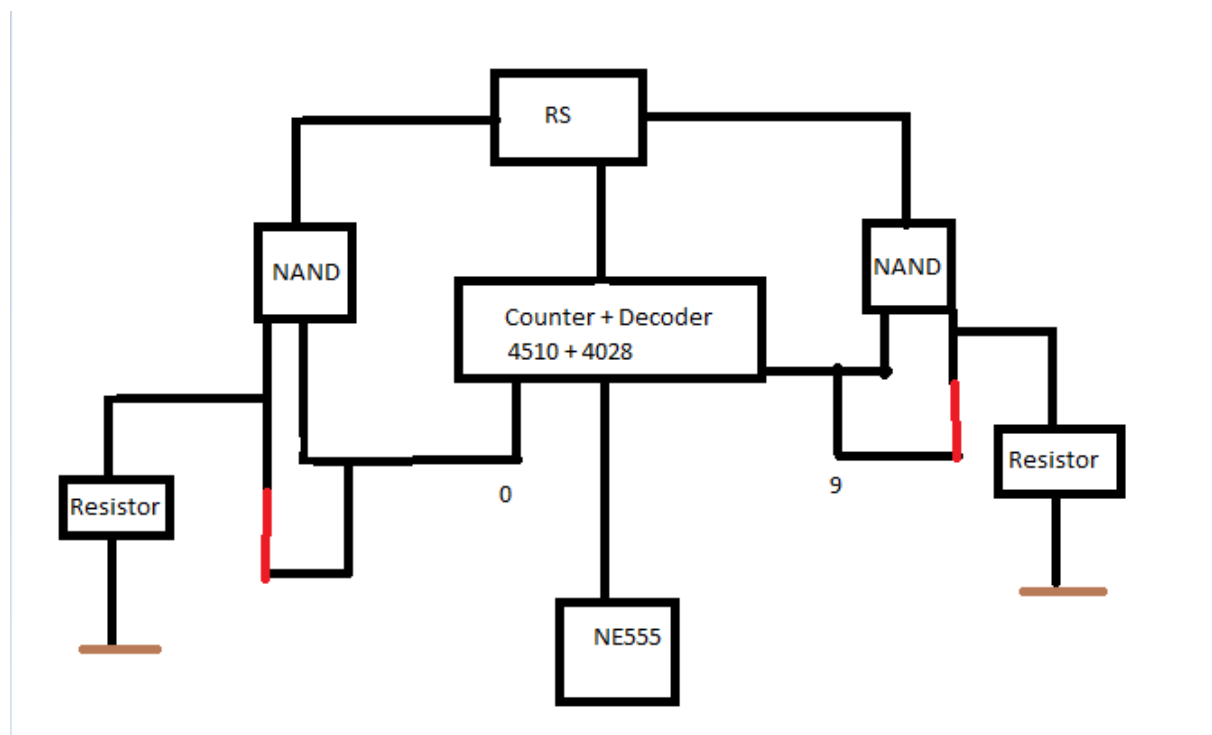 RS
NAND
NAND
Counter + Decoder
4510 + 4028
Resistor
Resistor
0
9
NE555